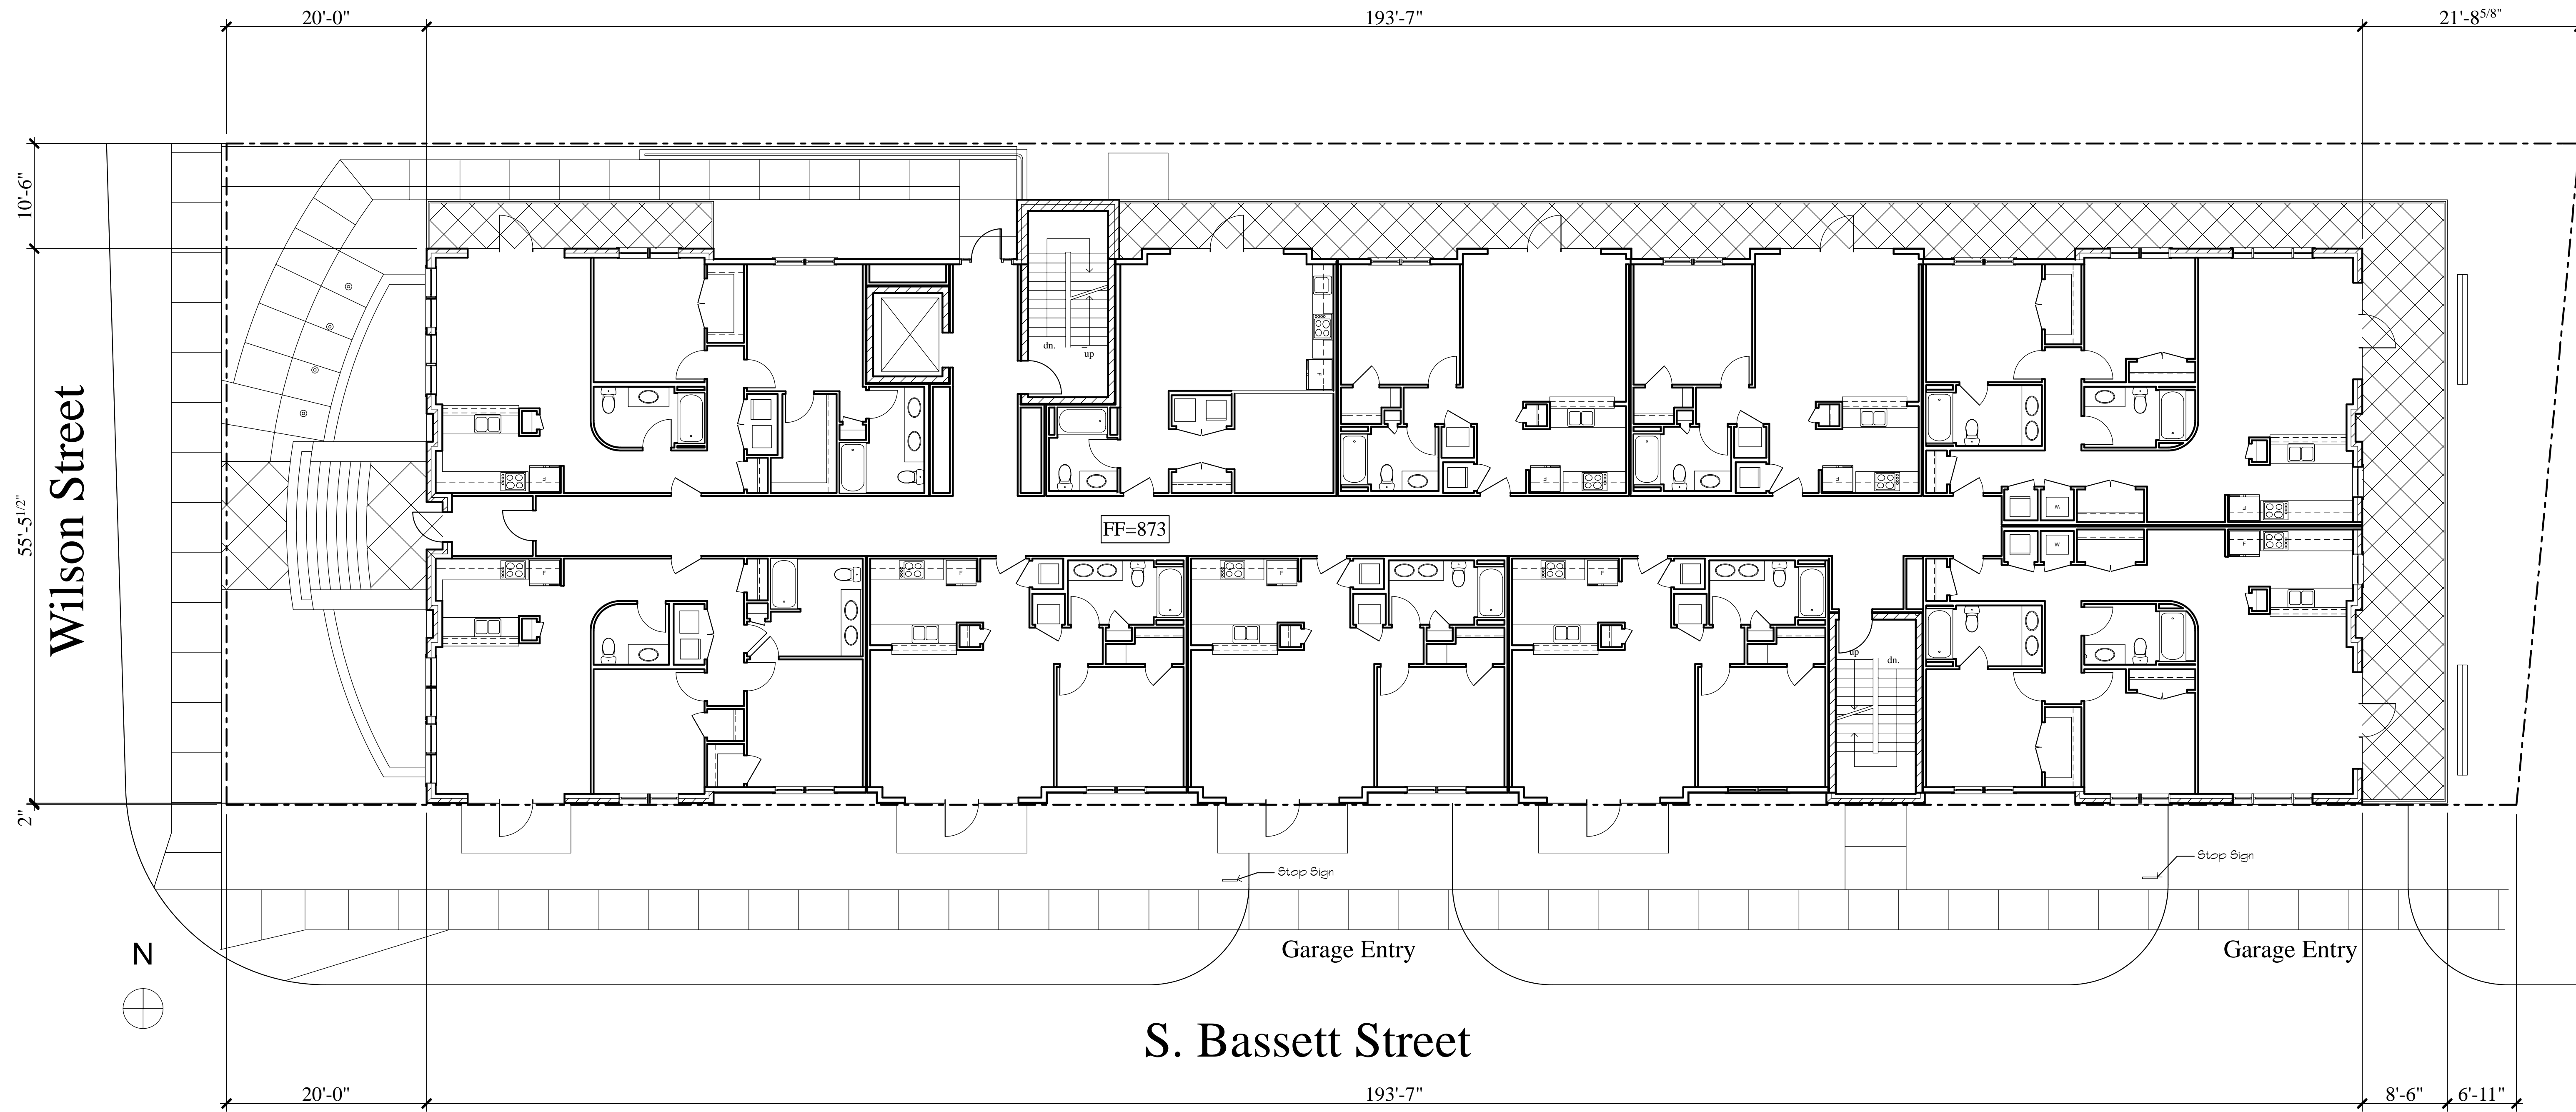 20'-0"
193'-7"
21'-8 5/8"
10'-6"
55'-5 1/2"
2"
Wilson Street
dn.
up
F
F
F
F
FF=873
W
F
F
F
F
F
W
F
up
dn.
Stop Sign
Stop Sign
Garage Entry
Garage Entry
N
S. Bassett Street
20'-0"
193'-7"
8'-6"
6'-11"